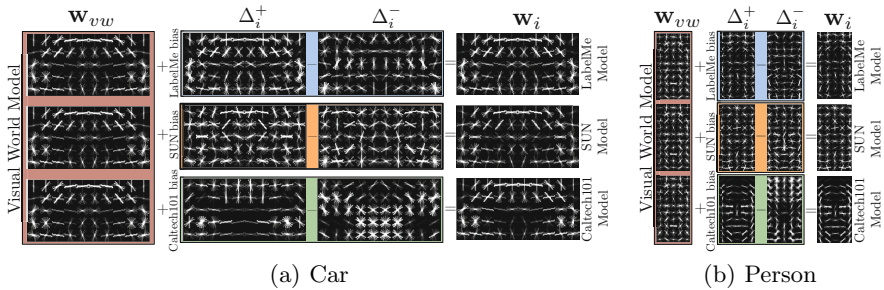 w_vw Δ_i^+ Δ_i^- w_i
Visual World Model
+ LabelMe bias − = LabelMe Model
+ SUN bias − = SUN Model
+ Caltech101 bias − = Caltech101 Model
(a) Car
w_vw Δ_i^+ Δ_i^- w_i
Visual World Model
+ LabelMe bias − = LabelMe Model
+ SUN bias − = SUN Model
+ Caltech101 bias − = Caltech101 Model
(b) Person